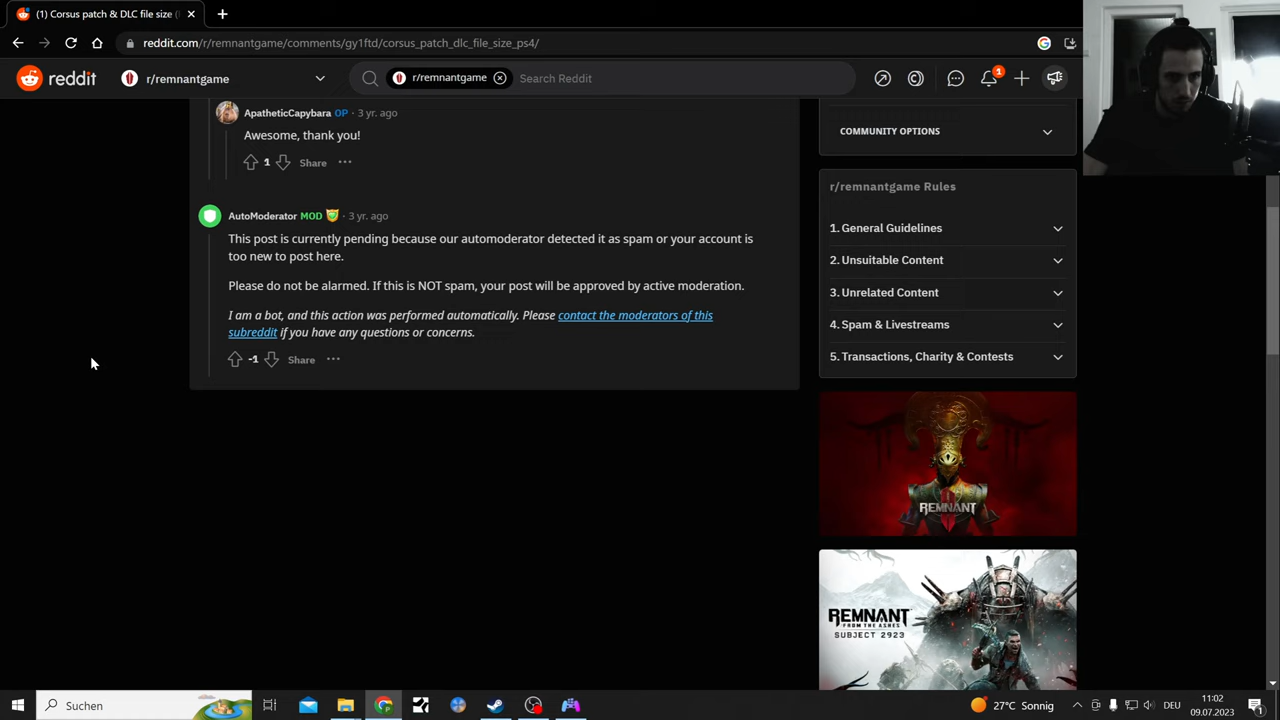 (1) Corsus patch & DLC file size (
reddit.com/r/remnantgame/comments/gy1ftd/corsus_patch_dlc_file_size_ps4/
reddit
r/remnantgame
r/remnantgame
Search Reddit
1
ApatheticCapybara OP · 3 yr. ago
Awesome, thank you!
1 Share ···
AutoModerator MOD · 3 yr. ago
This post is currently pending because our automoderator detected it as spam or your account is
too new to post here.
Please do not be alarmed. If this is NOT spam, your post will be approved by active moderation.
I am a bot, and this action was performed automatically. Please contact the moderators of this
subreddit if you have any questions or concerns.
-1 Share ···
COMMUNITY OPTIONS
r/remnantgame Rules
1. General Guidelines
2. Unsuitable Content
3. Unrelated Content
4. Spam & Livestreams
5. Transactions, Charity & Contests
REMNANT II
REMNANT
FROM THE ASHES
SUBJECT 2923
Suchen
27°C Sonnig
DEU
11:02
09.07.2023
1